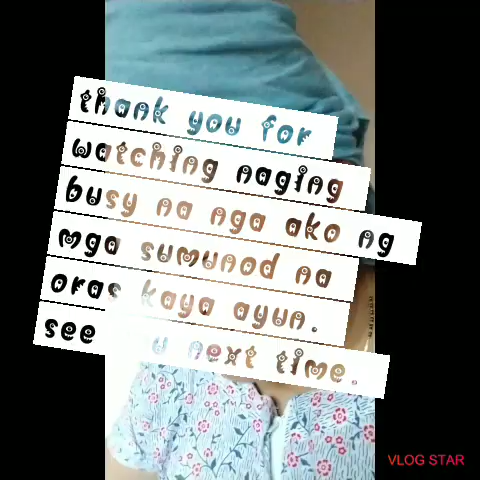 thank you for
watching naging
busy na nga ako ng
mga sumunod na
oras kaya ayun.
see you next time.
VLOG STAR